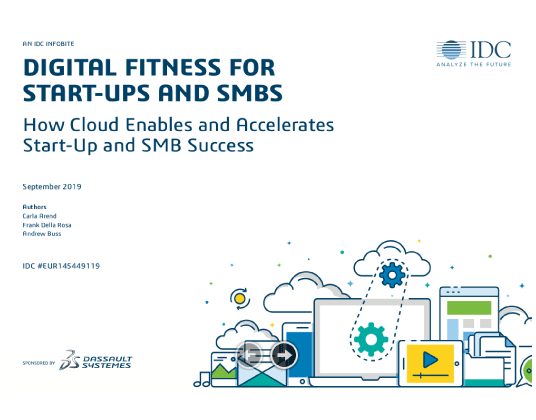 AN IDC INFOBITE
IDC
ANALYZE THE FUTURE
DIGITAL FITNESS FOR
START-UPS AND SMBS
How Cloud Enables and Accelerates
Start-Up and SMB Success
September 2019
Authors
Carla Arend
Frank Della Rosa
Andrew Buss
IDC #EUR145449119
SPONSORED BY
DASSAULT
SYSTEMES